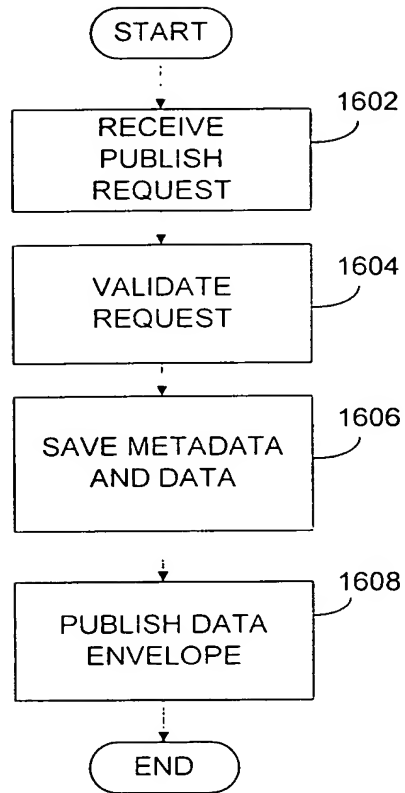 START
1602
RECEIVE
PUBLISH
REQUEST
1604
VALIDATE
REQUEST
1606
SAVE METADATA
AND DATA
1608
PUBLISH DATA
ENVELOPE
END